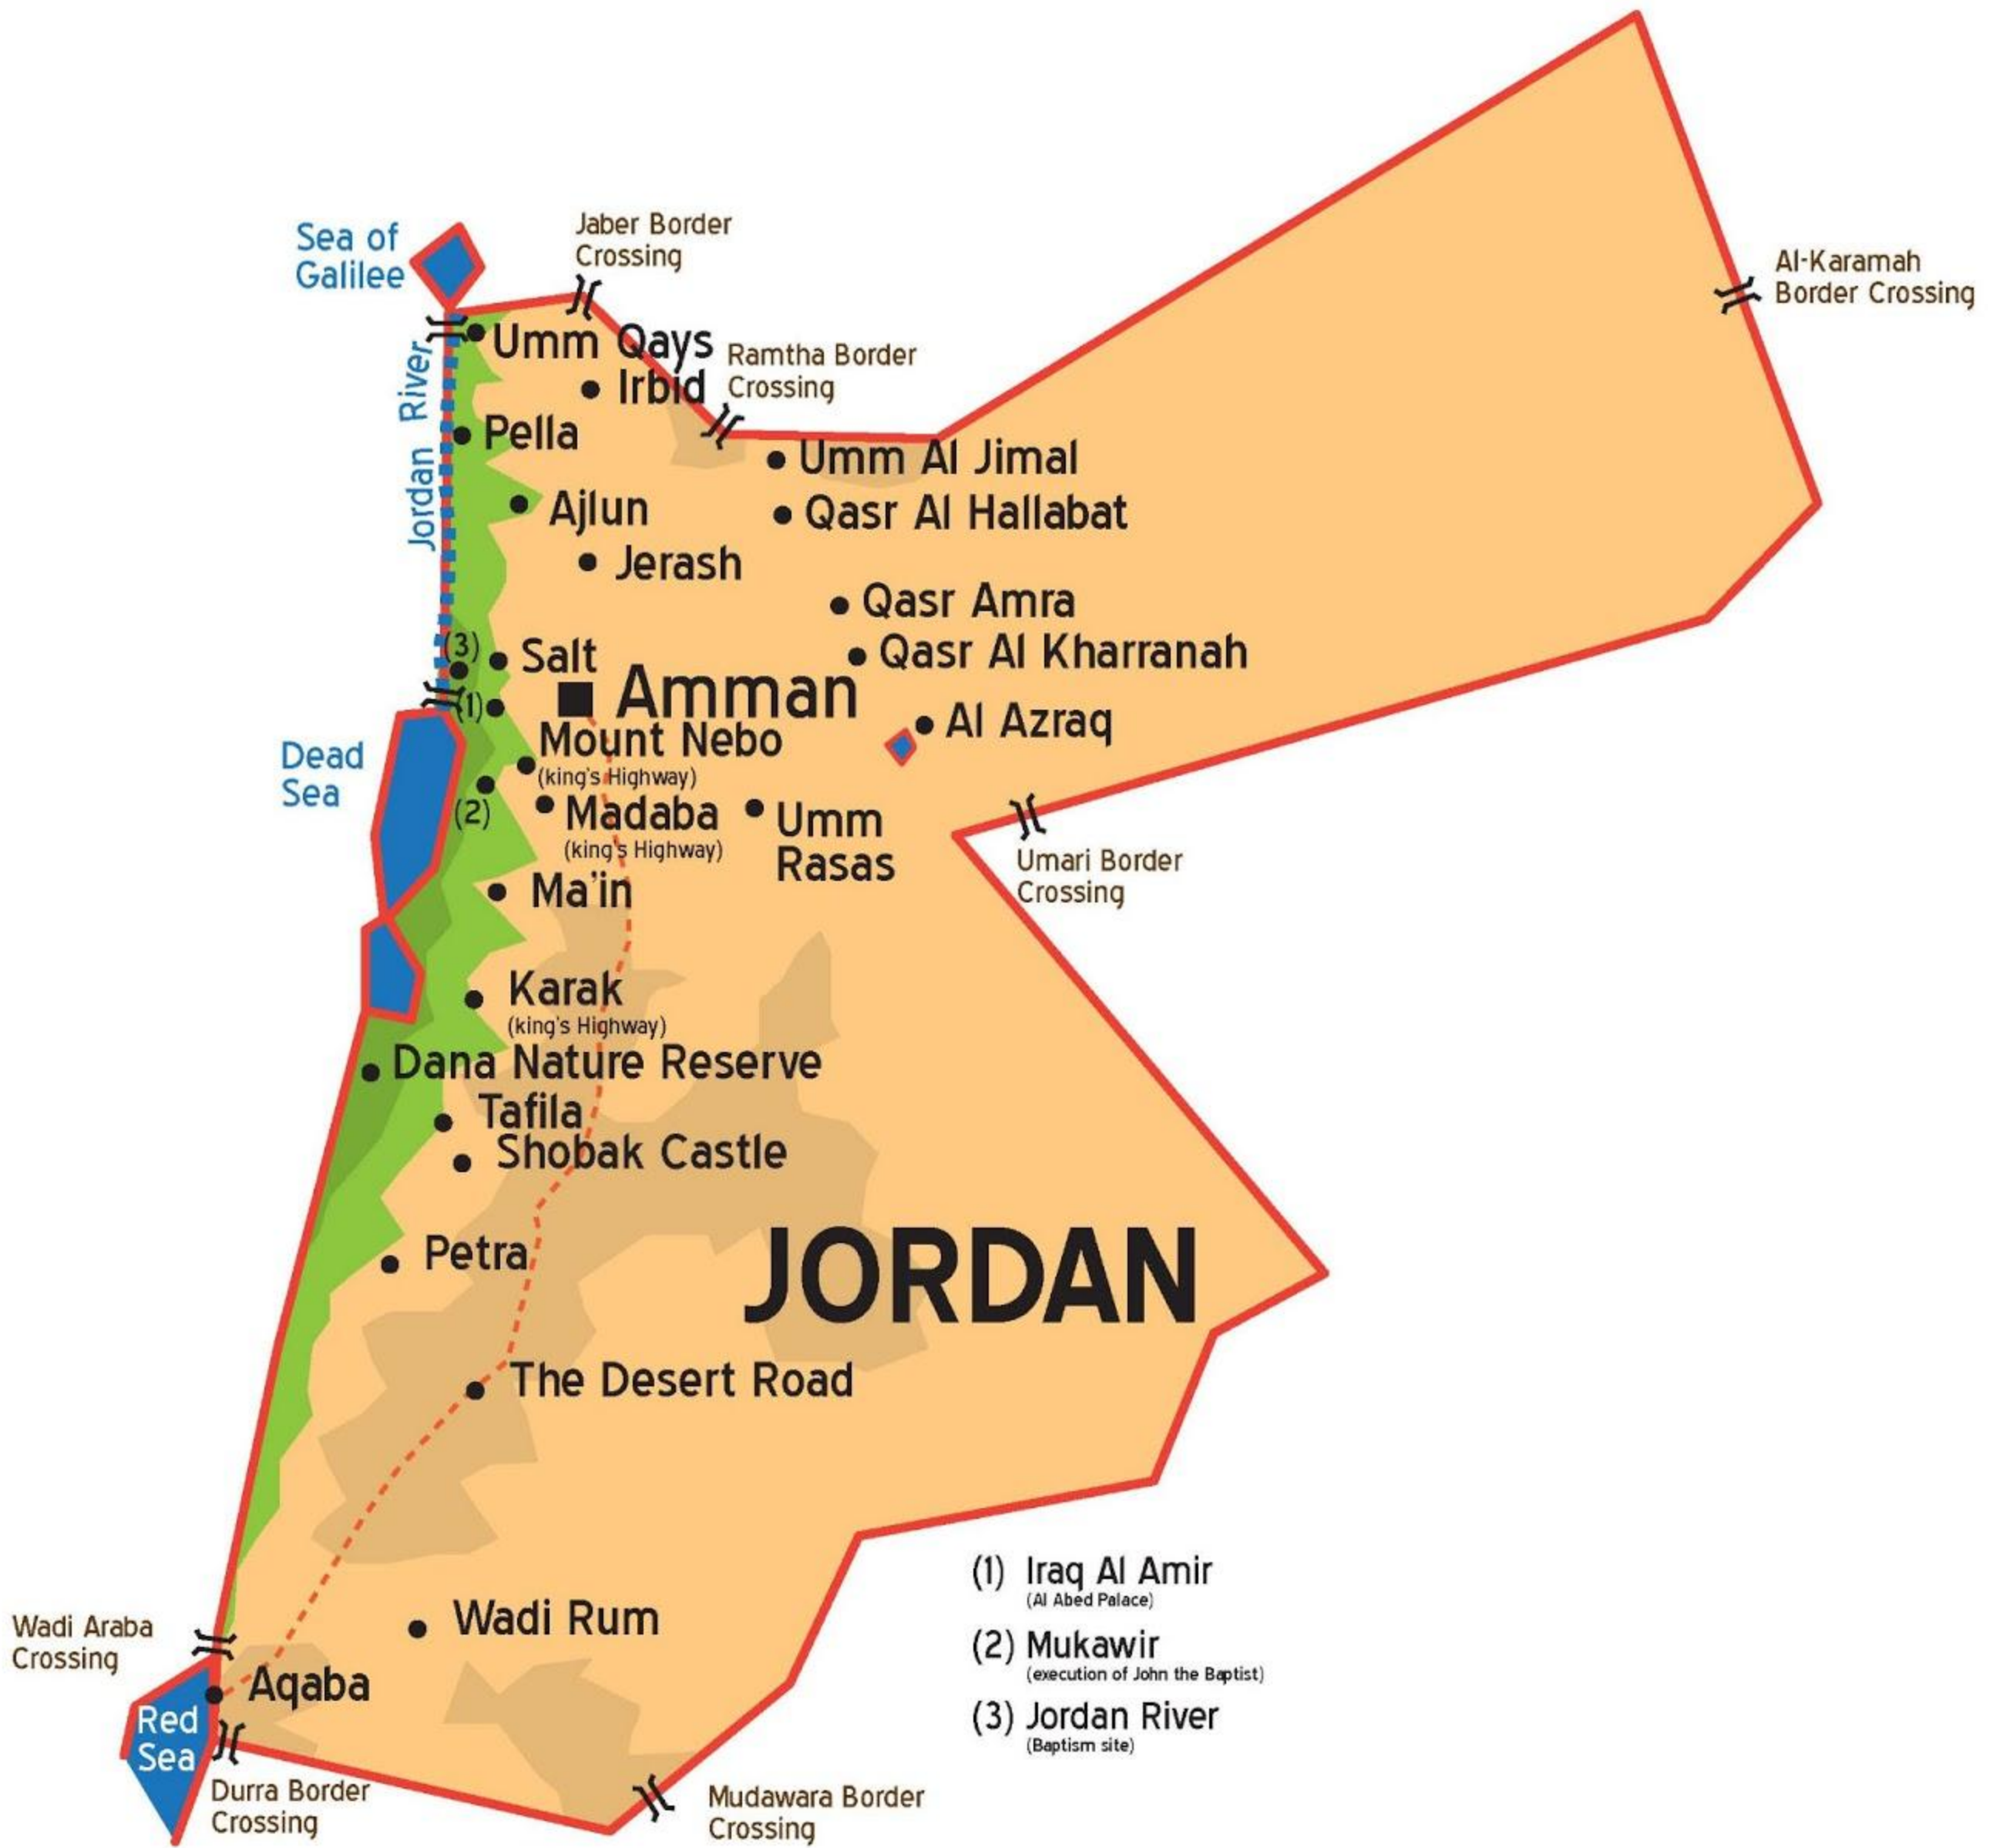 Jaber Border
Crossing
Sea of
Galilee
Al-Karamah
Border Crossing
Umm Qays
Ramtha Border
Crossing
Irbid
Jordan River
Pella
Umm Al Jimal
Ajlun
Qasr Al Hallabat
Jerash
Qasr Amra
(3)
Salt
Qasr Al Kharranah
(1)
Amman
Al Azraq
Mount Nebo
(king's Highway)
Dead
Sea
(2)
Madaba
(king's Highway)
Umm
Rasas
Umari Border
Crossing
Ma'in
Karak
(king's Highway)
Dana Nature Reserve
Tafila
Shobak Castle
Petra
JORDAN
The Desert Road
Wadi Rum
Wadi Araba
Crossing
Aqaba
Red
Sea
Durra Border
Crossing
Mudawara Border
Crossing
(1) Iraq Al Amir
(Al Abed Palace)
(2) Mukawir
(execution of John the Baptist)
(3) Jordan River
(Baptism site)